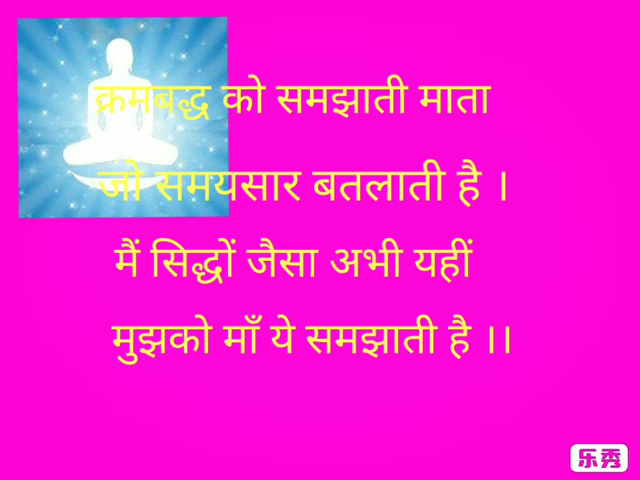 क्रमबद्ध को समझाती माता
जो समयसार बतलाती है ।
मैं सिद्धों जैसा अभी यहीं
मुझको माँ ये समझाती है ।।
乐秀